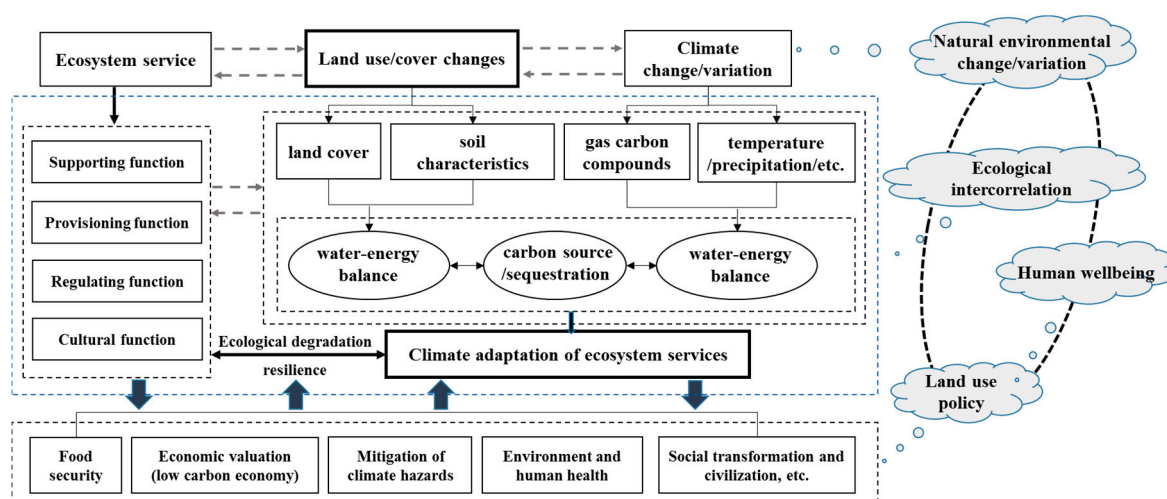 Ecosystem service
Land use/cover changes
Climate
change/variation
Natural environmental
change/variation
Supporting function
Provisioning function
Regulating function
Cultural function
land cover
soil
characteristics
gas carbon
compounds
temperature
/precipitation/etc.
Ecological
intercorrelation
water-energy
balance
carbon source
/sequestration
water-energy
balance
Human wellbeing
Ecological degradation
resilience
Climate adaptation of ecosystem services
Land use
policy
Food
security
Economic valuation
(low carbon economy)
Mitigation of
climate hazards
Environment and
human health
Social transformation and
civilization, etc.